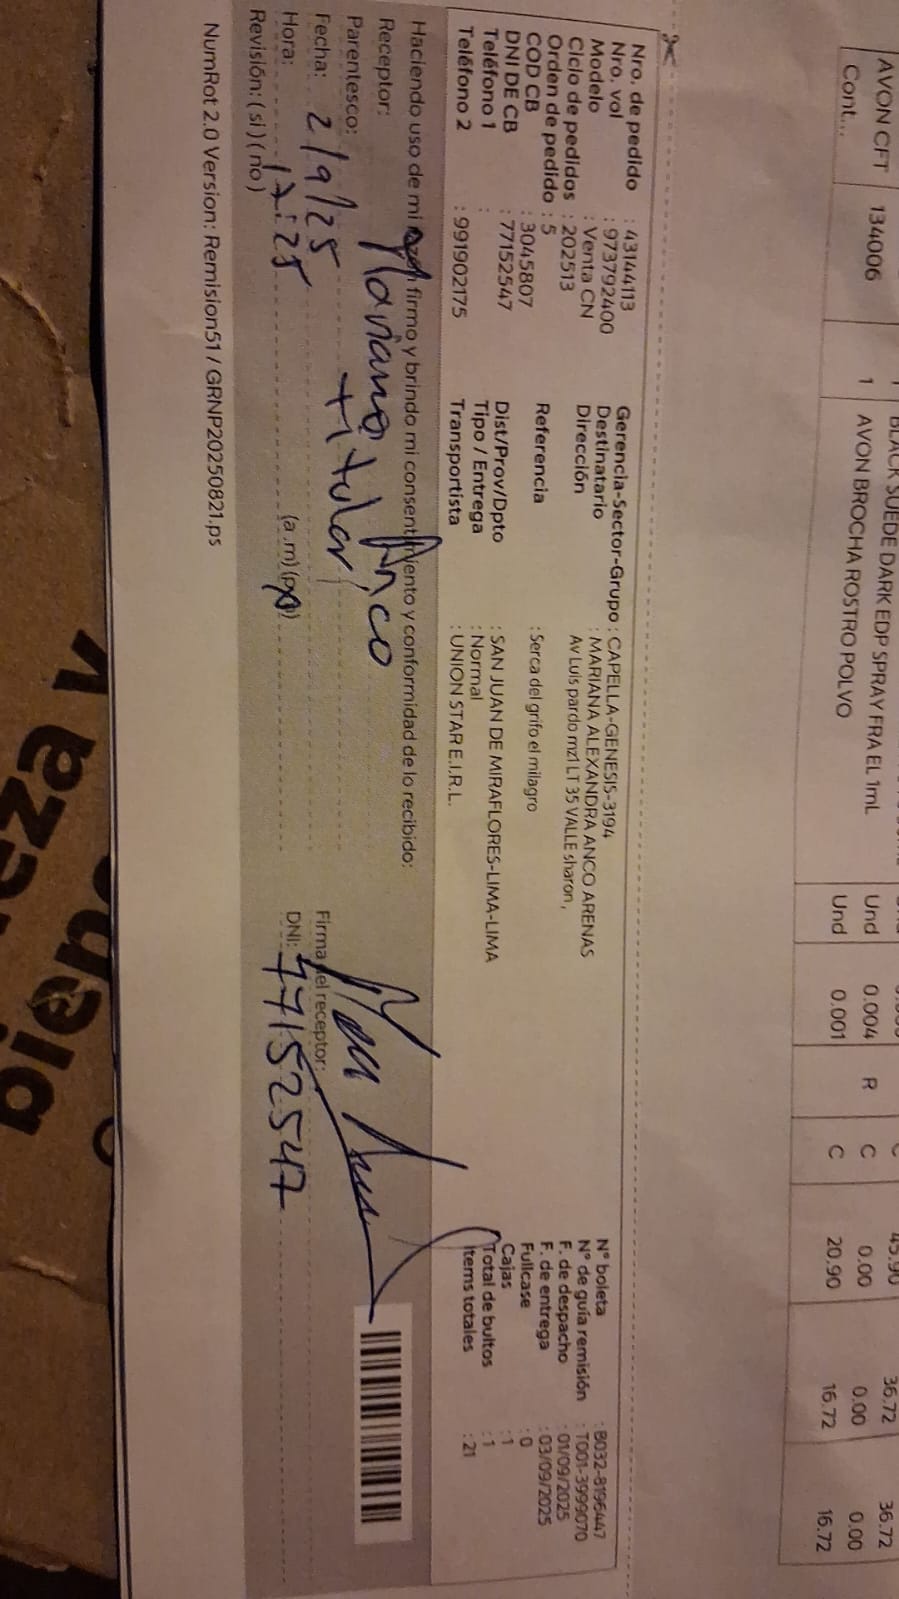 BLACK SUEDE DARK EDP SPRAY FRA EL 1mL Und 0.004 R C 0.00 0.00 0.00
AVON CFT 134006 1 AVON BROCHA ROSTRO POLVO Und 0.001 C 20.90 16.72 16.72
Cont...
45.90 36.72 36.72
Nro. de pedido : 43144113
Nro. val : 973792400
Modelo : Venta CN
Ciclo de pedidos : 202513
Orden de pedido : 5
COD CB : 3045807
DNI DE CB : 77152547
Teléfono 1 :
Teléfono 2 : 991902175
Gerencia-Sector-Grupo : CAPELLA-GENESIS-3194
Destinatario : MARIANA ALEXANDRA ANCO ARENAS
Dirección Av Luis pardo mz1 LT 35 VALLE sharon,
Referencia : Serca del grifo el milagro
Dist/Prov/Dpto : SAN JUAN DE MIRAFLORES-LIMA-LIMA
Tipo / Entrega : Normal
Transportista : UNION STAR E.I.R.L.
N° boleta : B032-8196447
N° de guía remisión : T001-3999070
F. de despacho : 01/09/2025
F. de entrega : 03/09/2025
Fullcase : 0
Cajas : 1
Total de bultos : 1
Items totales : 21
Haciendo uso de mi firmo y brindo mi consentimiento y conformidad de lo recibido:
Receptor: Mariana Anco
Parentesco: titular
Fecha: 2/9/25
Hora: 17:25 (a.m) (pm)
Revisión: (si) (no)
Firma del receptor:
DNI: 77152547
NumRot 2.0 Version: Remision51 / GRNP20250821.ps
eza y
bien